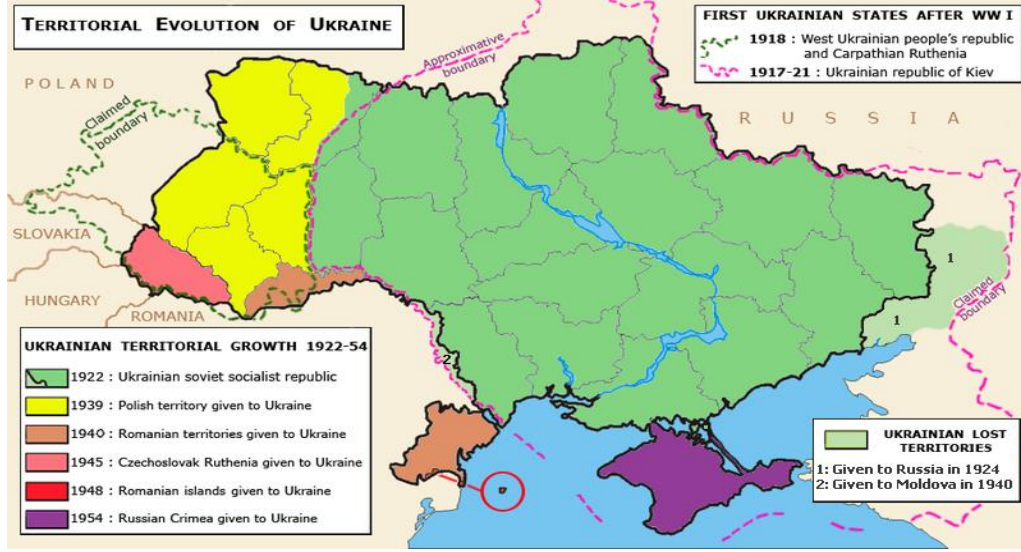 TERRITORIAL EVOLUTION OF UKRAINE
FIRST UKRAINIAN STATES AFTER WW I
1918 : West Ukrainian people's republic
and Carpathian Ruthenia
1917-21 : Ukrainian republic of Kiev
Approximative
boundary
POLAND
RUSSIA
Claimed
boundary
SLOVAKIA
HUNGARY
ROMANIA
1
1
Claimed
boundary
2
UKRAINIAN TERRITORIAL GROWTH 1922-54
1922 : Ukrainian soviet socialist republic
1939 : Polish territory given to Ukraine
1940 : Romanian territories given to Ukraine
1945 : Czechoslovak Ruthenia given to Ukraine
1948 : Romanian islands given to Ukraine
1954 : Russian Crimea given to Ukraine
UKRAINIAN LOST
TERRITORIES
1: Given to Russia in 1924
2: Given to Moldova in 1940